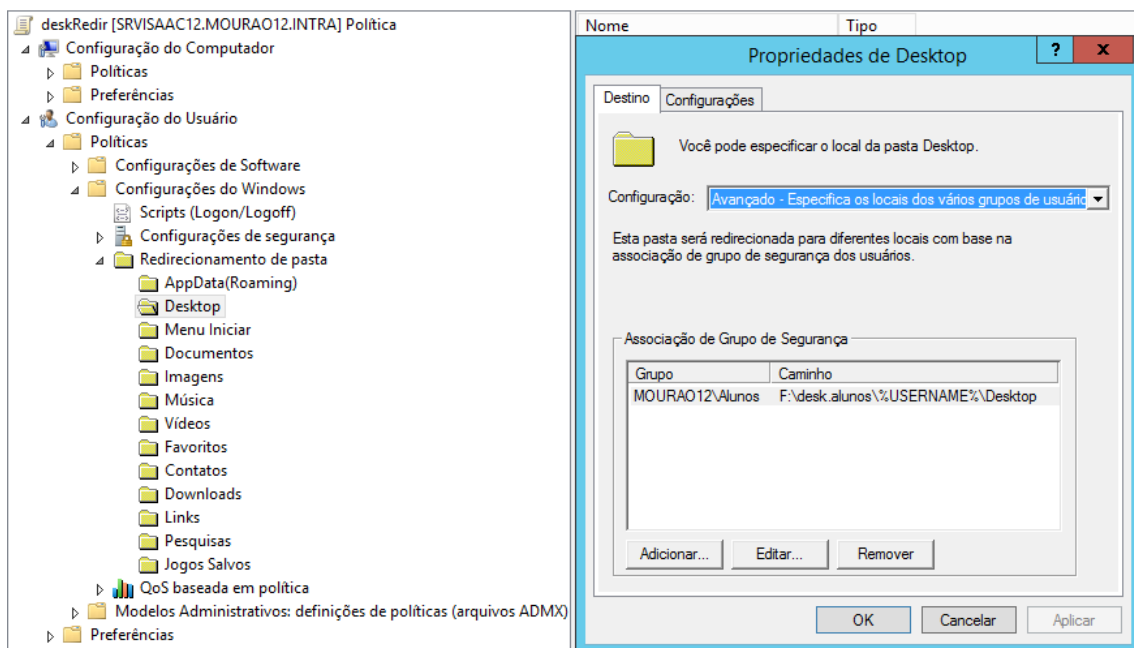 deskRedir [SRVISAAC12.MOURAO12.INTRA] Política
Configuração do Computador
Políticas
Preferências
Configuração do Usuário
Políticas
Configurações de Software
Configurações do Windows
Scripts (Logon/Logoff)
Configurações de segurança
Redirecionamento de pasta
AppData(Roaming)
Desktop
Menu Iniciar
Documentos
Imagens
Música
Vídeos
Favoritos
Contatos
Downloads
Links
Pesquisas
Jogos Salvos
QoS baseada em política
Modelos Administrativos: definições de políticas (arquivos ADMX)
Preferências
Nome Tipo
Propriedades de Desktop ? x
Destino Configurações
Você pode especificar o local da pasta Desktop.
Configuração: Avançado - Especifica os locais dos vários grupos de usuário
Esta pasta será redirecionada para diferentes locais com base na
associação de grupo de segurança dos usuários.
Associação de Grupo de Segurança
Grupo Caminho
MOURAO12\Alunos F:\desk.alunos\%USERNAME%\Desktop
Adicionar... Editar... Remover
OK Cancelar Aplicar